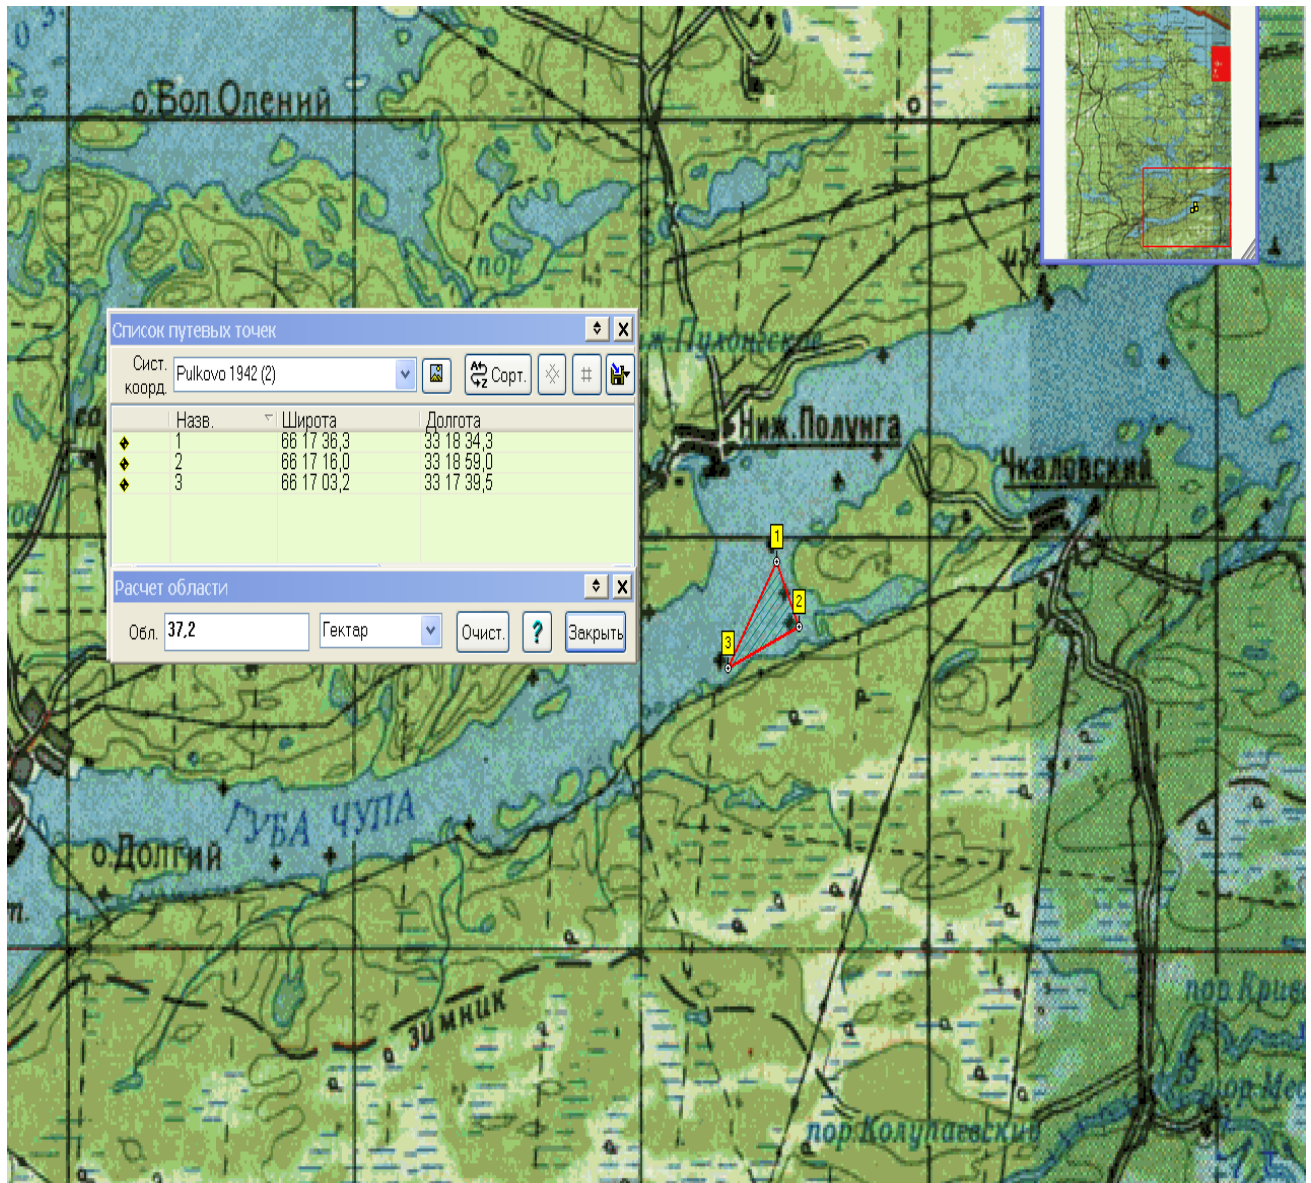 о.Бол.Олений
пор
изба
Список путевых точек
Сист. коорд. Pulkovo 1942 (2) Сорт.
Назв. Широта Долгота
1 66 17 36,3 33 18 34,3
2 66 17 16,0 33 18 59,0
3 66 17 03,2 33 17 39,5
Ниж.Полунга
Чкаловский
1
2
3
Расчет области
Обл. 37,2 Гектар Очист. ? Закрыть
ГУБА ЧУПА
о.Долгий
Зимник
пор.Колупаевский